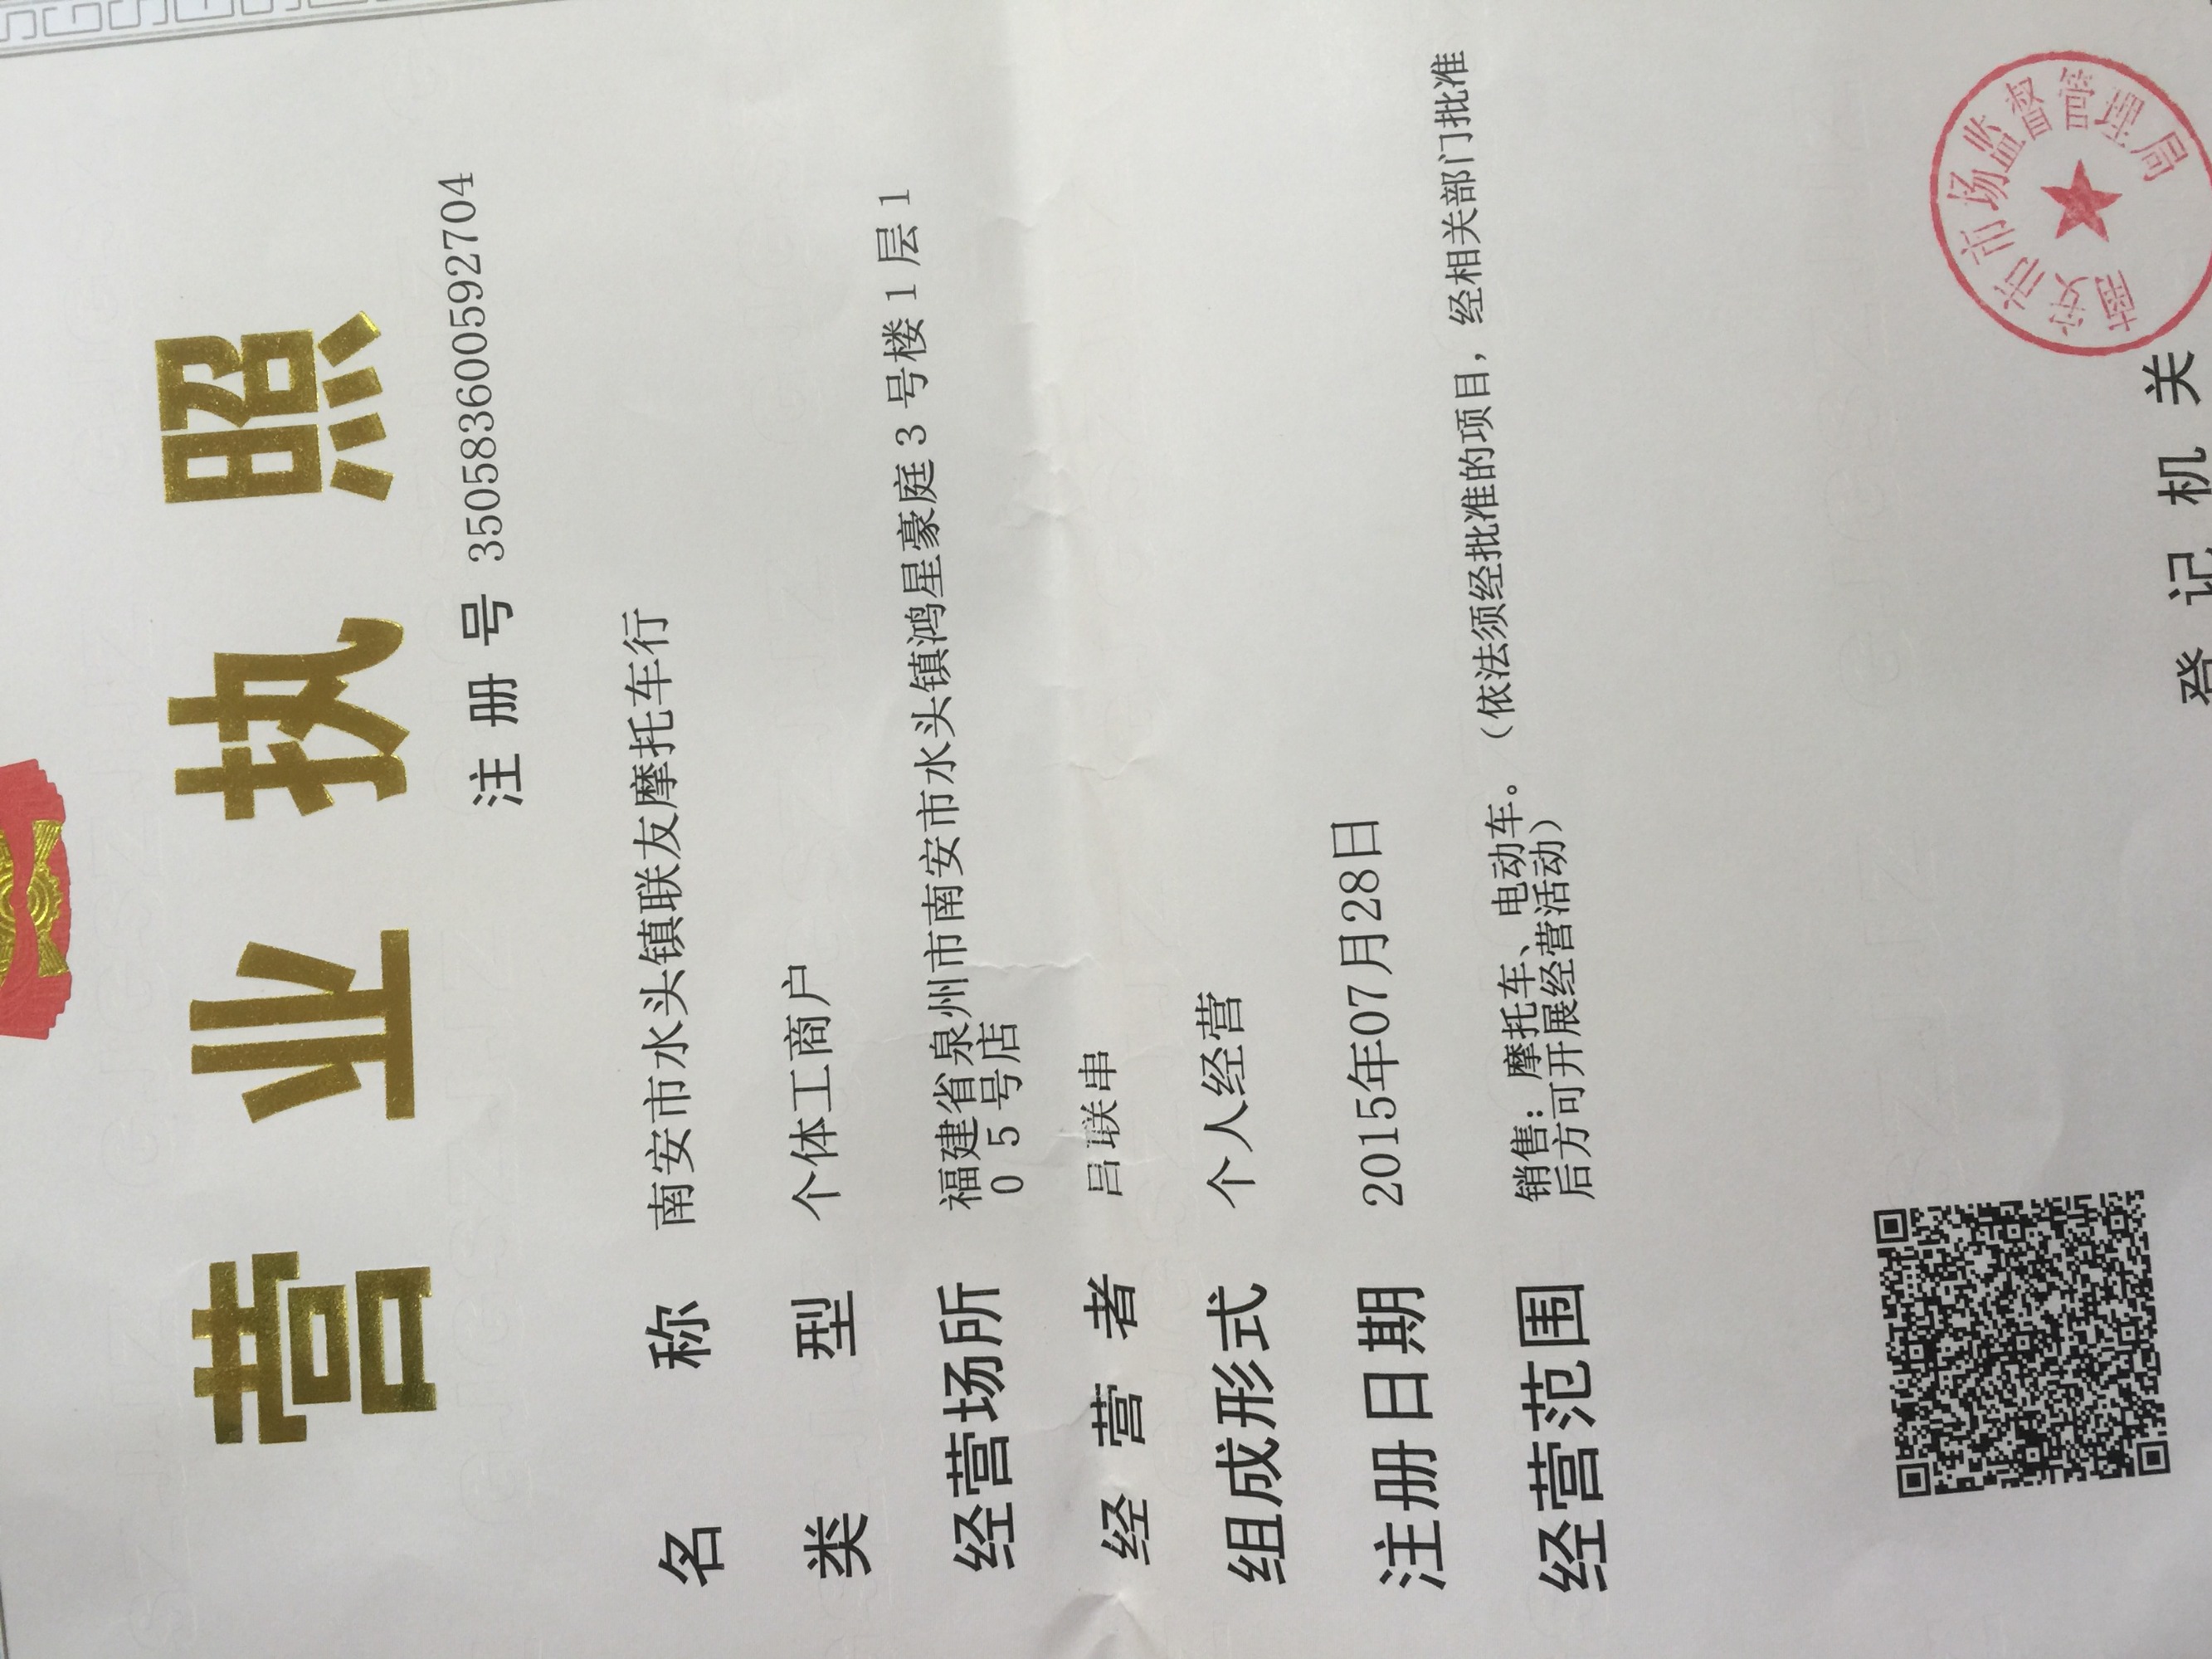 营业执照
注册号 350583600592704
名称 南安市水头镇联友摩托车行
类型 个体工商户
经营场所 福建省泉州市南安市水头镇鸿星豪庭3号楼1层1
05号店
经营者 吕联串
组成形式 个人经营
注册日期 2015年07月28日
经营范围 销售：摩托车、电动车。（依法须经批准的项目，经相关部门批准
后方可开展经营活动）
登记机关
南安市市场监督管理局